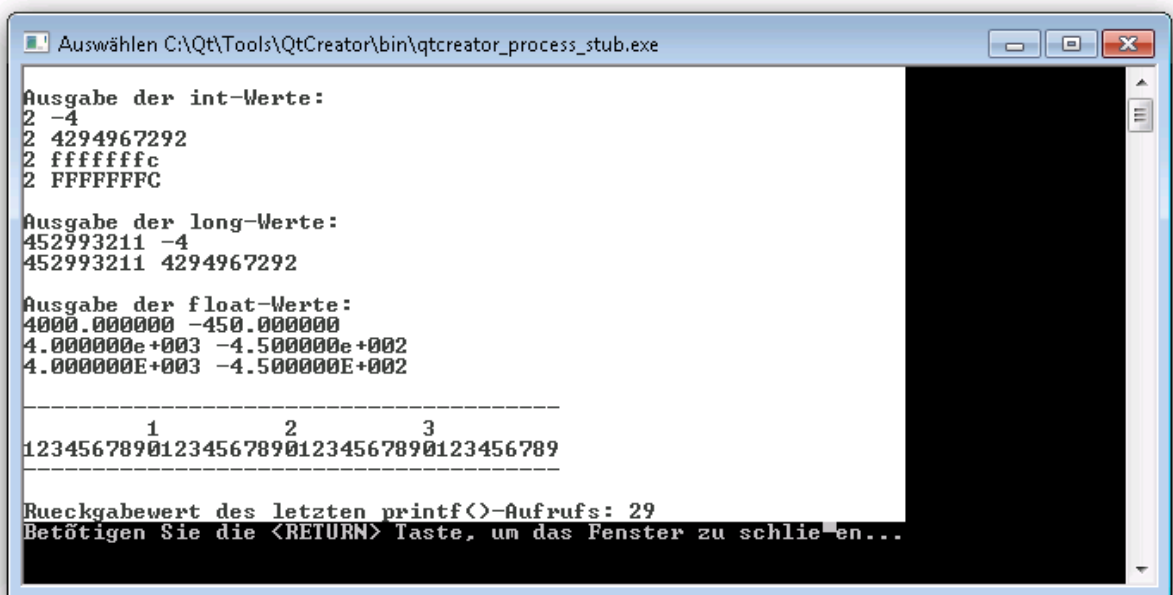 Auswählen C:\Qt\Tools\QtCreator\bin\qtcreator_process_stub.exe
Ausgabe der int-Werte:
2 -4
2 4294967292
2 fffffffc
2 FFFFFFFC
Ausgabe der long-Werte:
452993211 -4
452993211 4294967292
Ausgabe der float-Werte:
4000.000000 -450.000000
4.000000e+003 -4.500000e+002
4.000000E+003 -4.500000E+002
---------------------------------------
         1         2         3
123456789012345678901234567890123456789
---------------------------------------
Rueckgabewert des letzten printf()-Aufrufs: 29
Betõtigen Sie die <RETURN> Taste, um das Fenster zu schlie▀en...